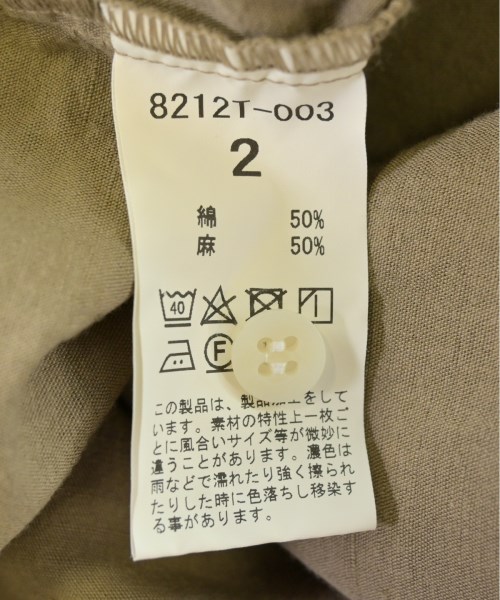 8212T-003
2
綿 50%
麻 50%
40
F
この製品は、製品加工をして
います。素材の特性上一枚ご
とに風合いサイズ等が微妙に
違うことがあります。濃色は
雨などで濡れたり強く擦られ
たりした時に色落ちし移染す
る事があります。